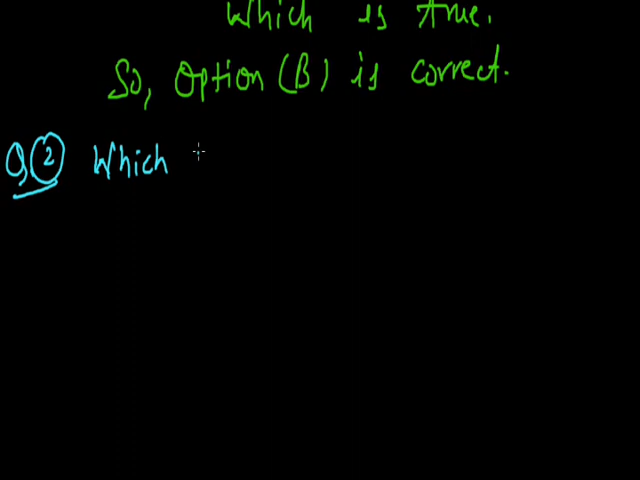 Which is true.
So, Option (B) is correct.
Q② Which